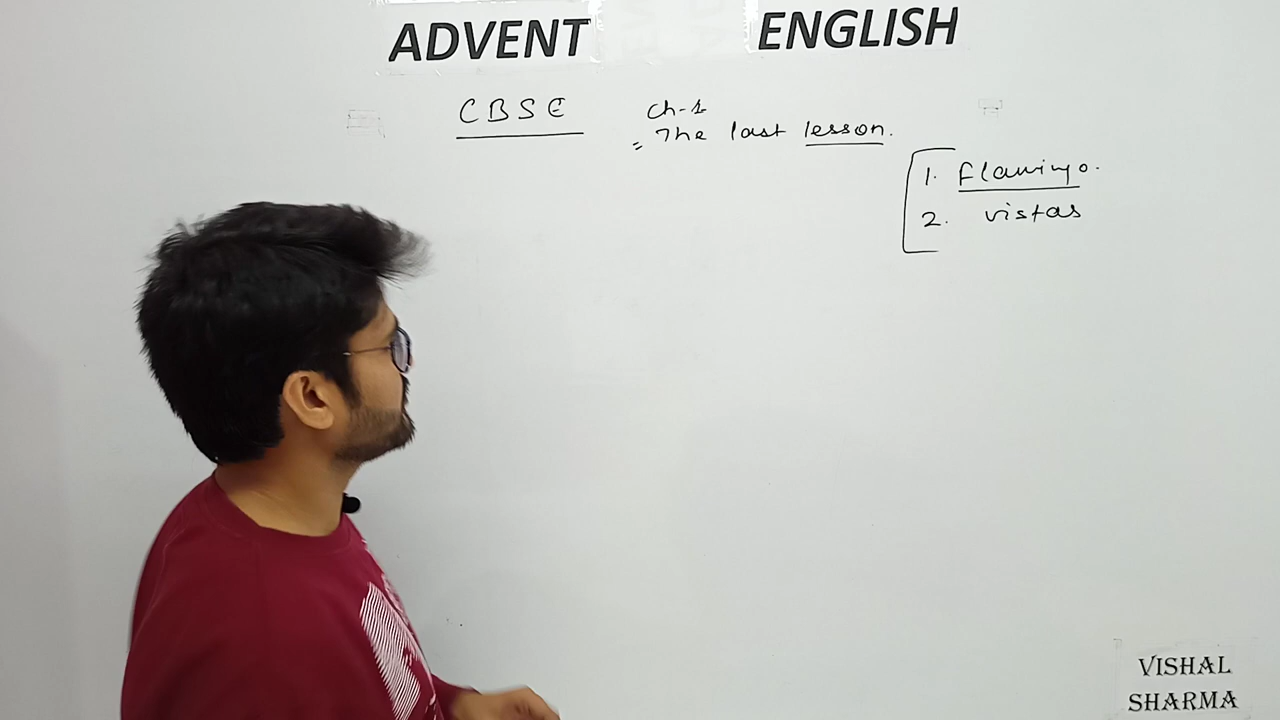 ADVENT ENGLISH
CBSE
Ch-1
The last lesson.
1. Flamingo.
2. vistas
VISHAL
SHARMA